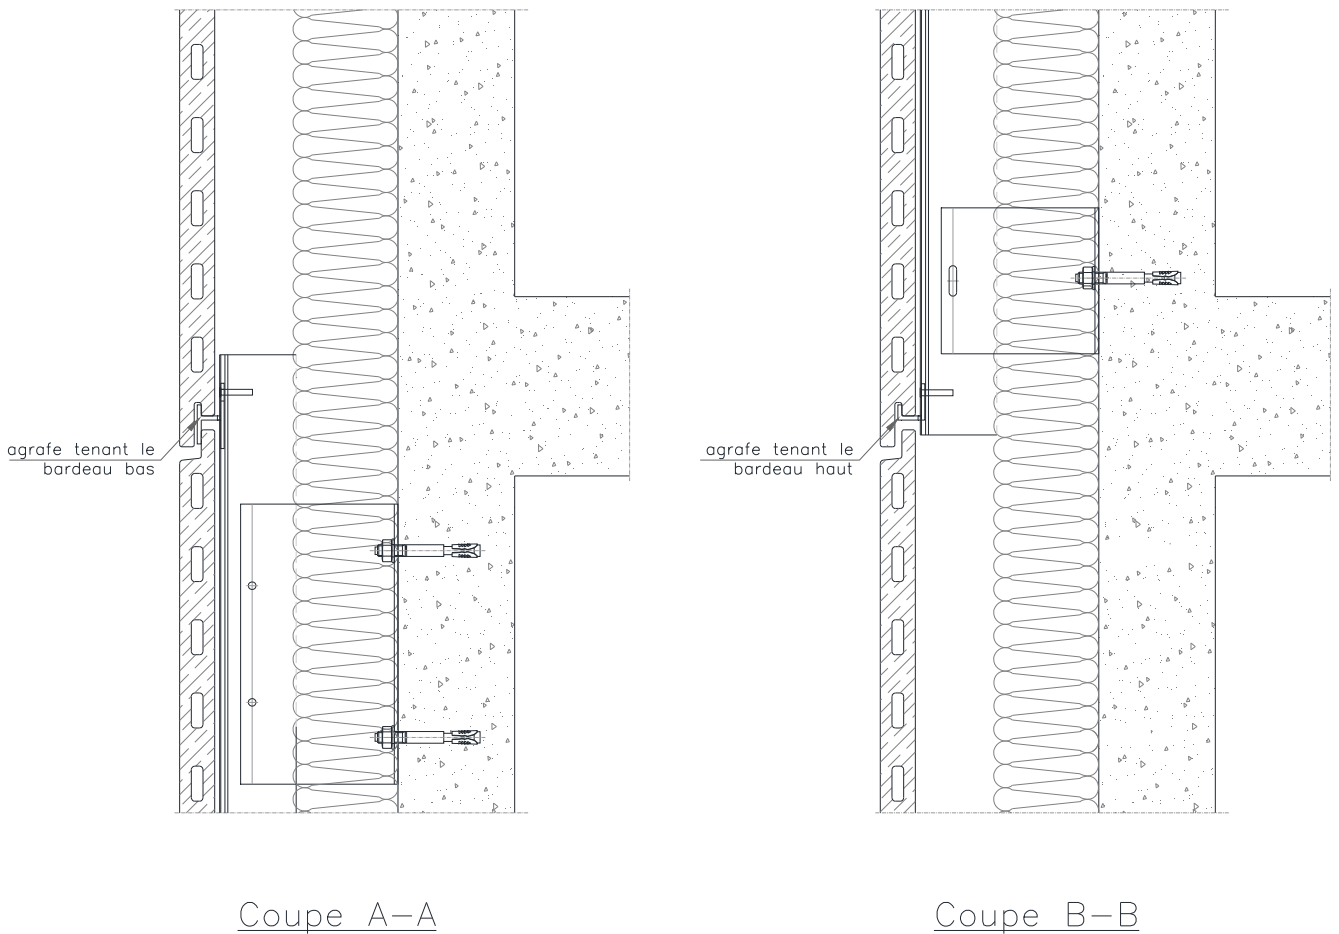 agrafe tenant le
bardeau bas
agrafe tenant le
bardeau haut
Coupe A-A
Coupe B-B